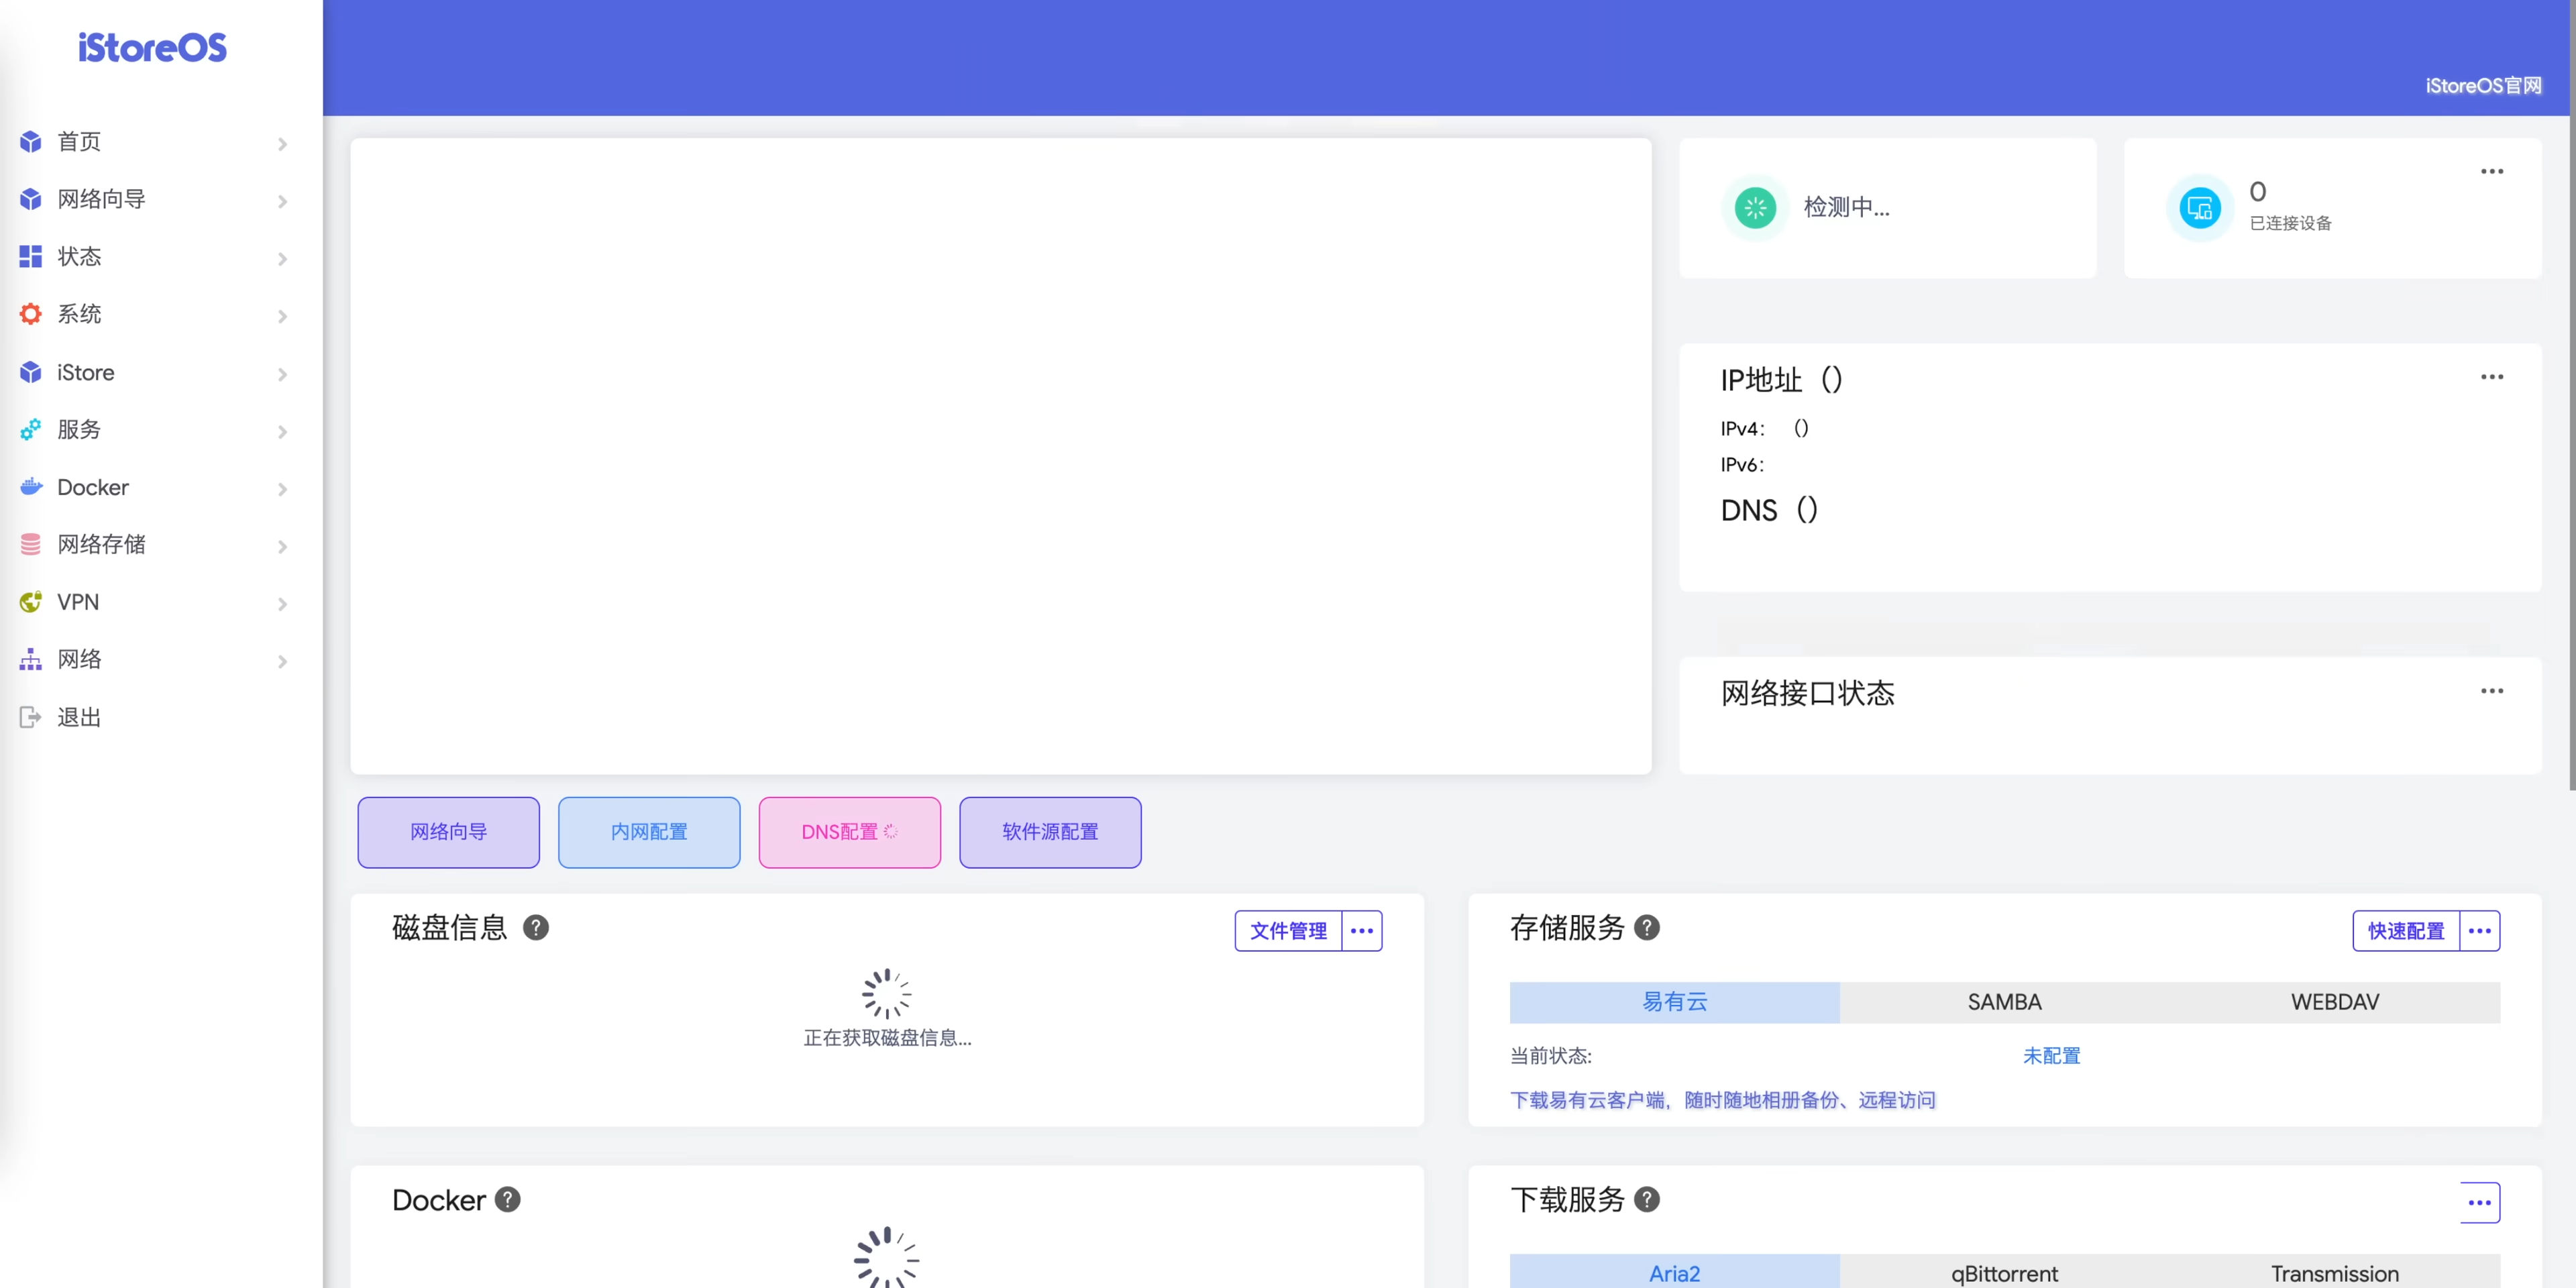 iStoreOS
iStoreOS官网
首页
网络向导
状态
系统
iStore
服务
Docker
网络存储
VPN
网络
退出
检测中...
0
已连接设备
IP地址（）
IPv4: （）
IPv6:
DNS（）
网络接口状态
网络向导
内网配置
DNS配置
软件源配置
磁盘信息
文件管理
正在获取磁盘信息...
存储服务
快速配置
易有云
SAMBA
WEBDAV
当前状态:
未配置
下载易有云客户端，随时随地相册备份、远程访问
Docker
下载服务
Aria2
qBittorrent
Transmission